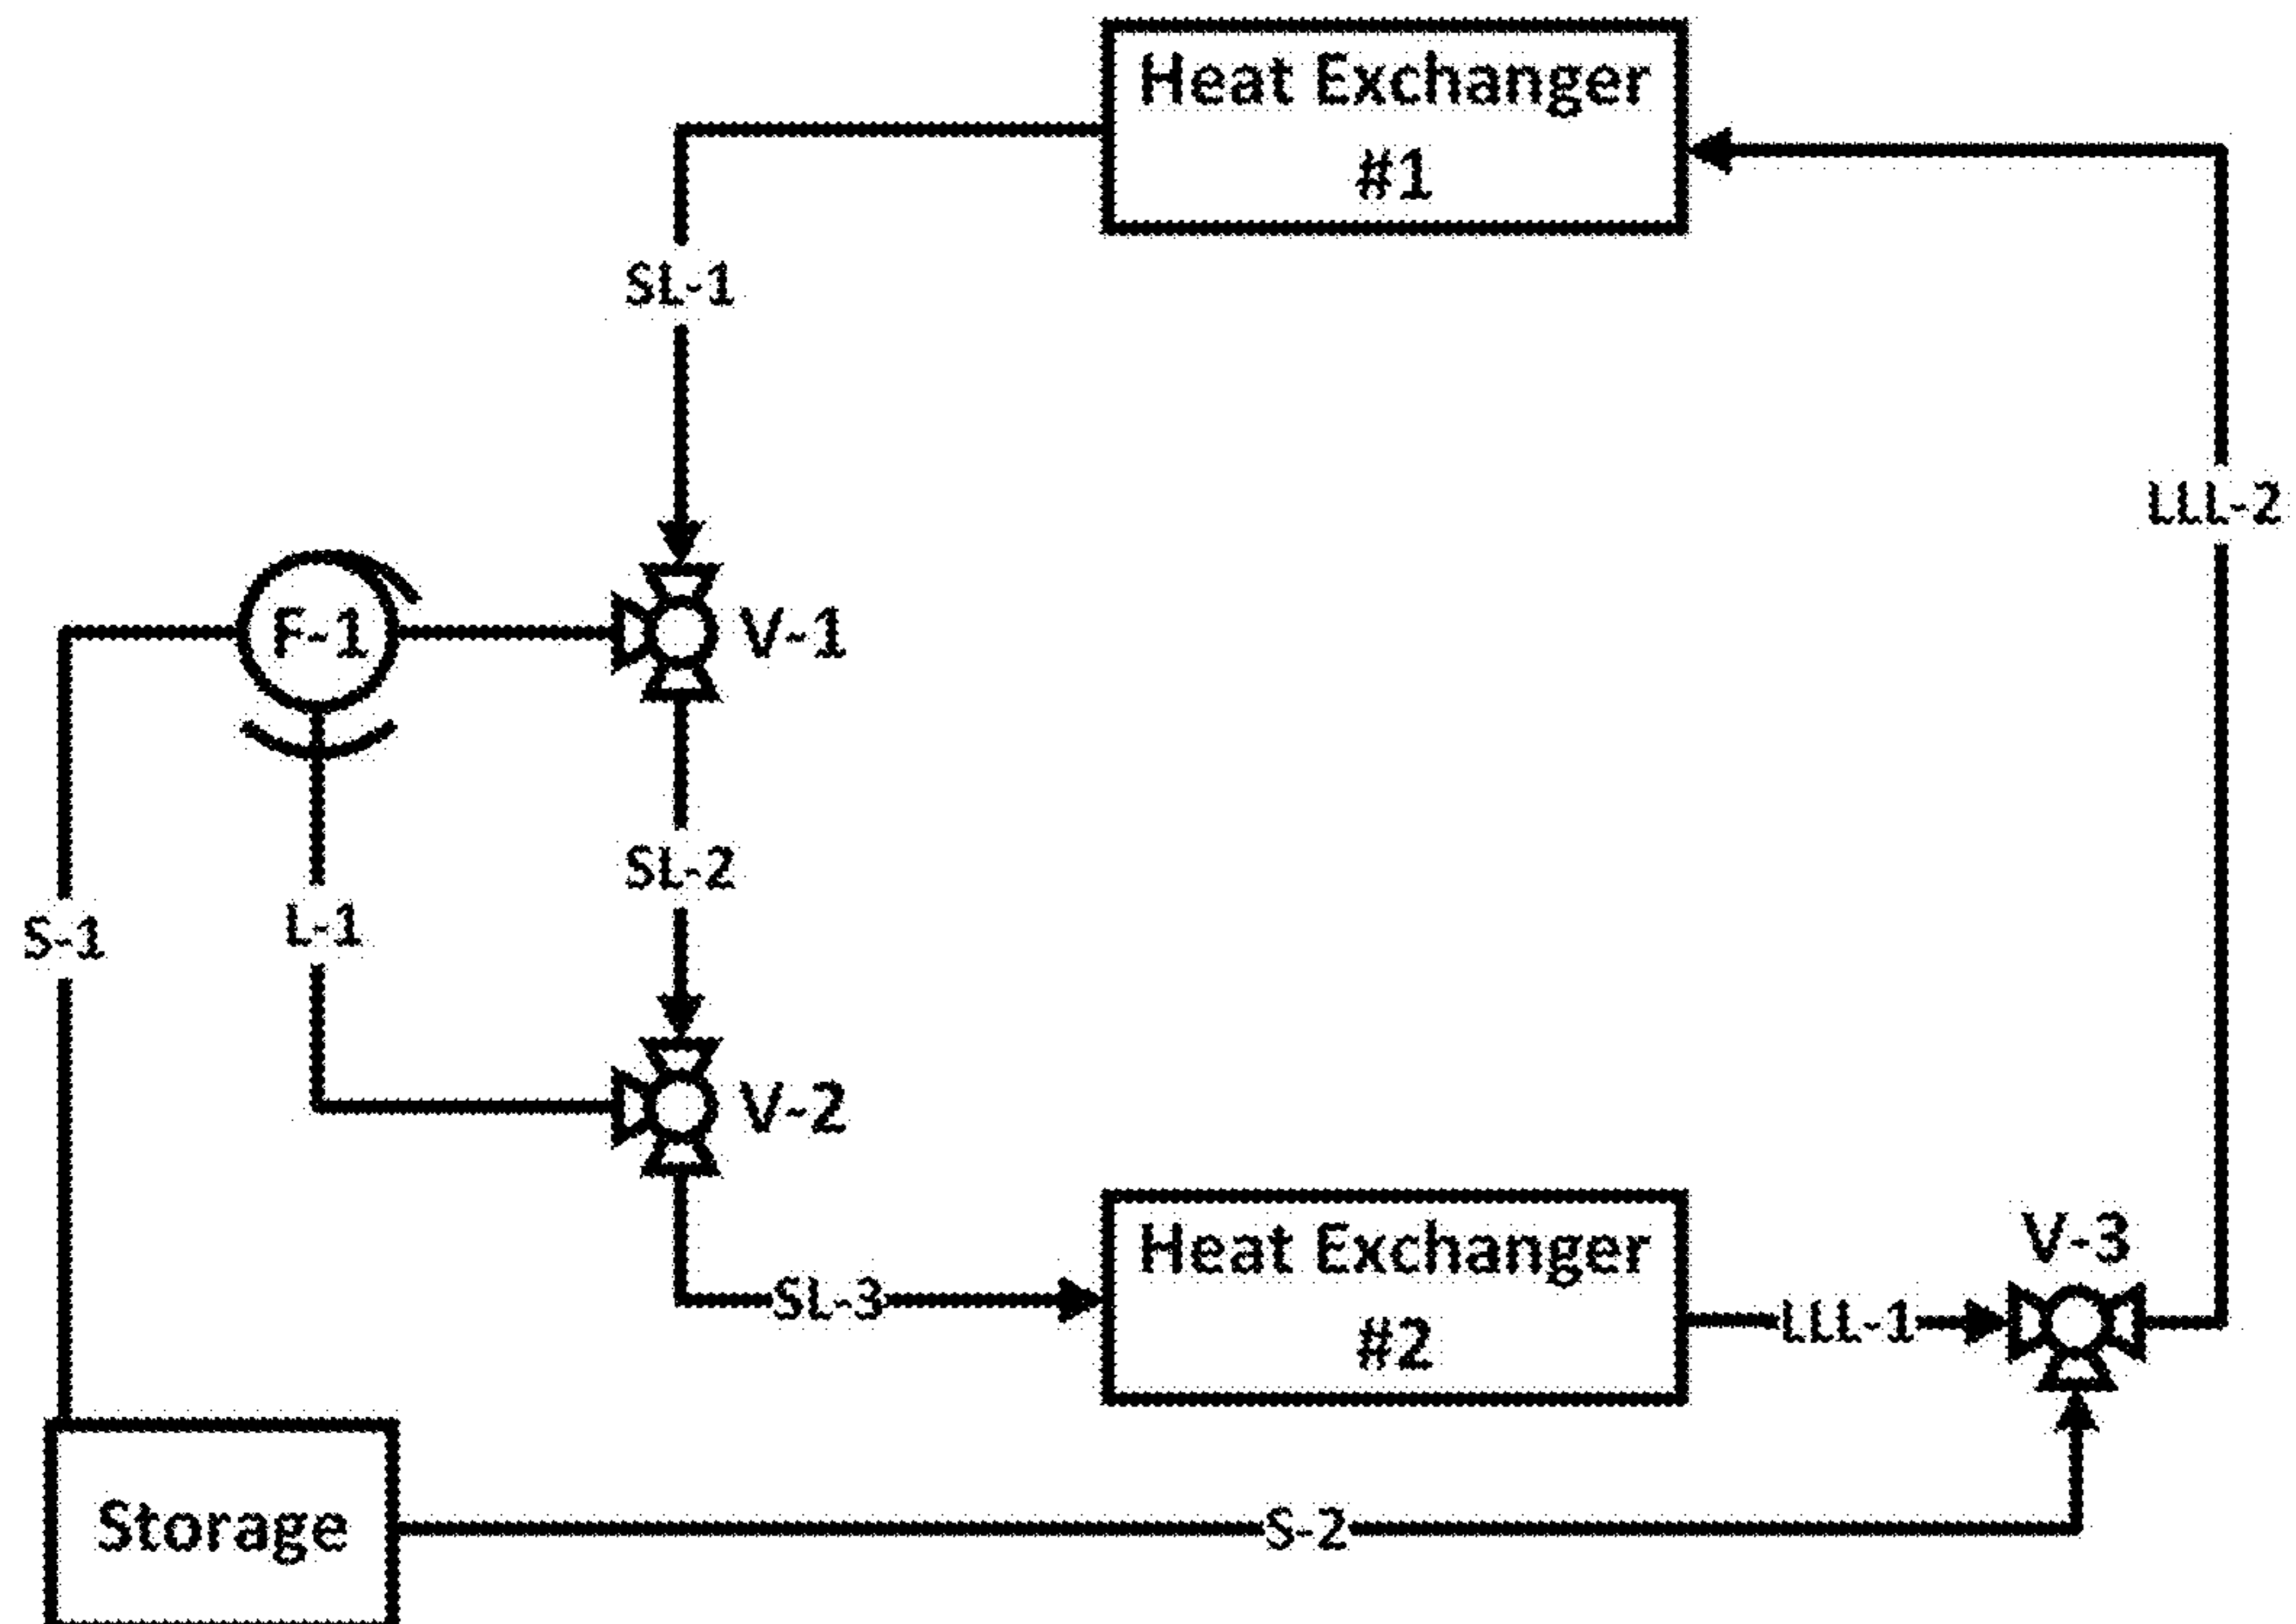 Heat Exchanger
#1
SL-1
LLL-2
F-1
V-1
SL-2
S-1
L-1
V-2
Heat Exchanger
#2
V-3
SL-3
LLL-1
Storage
S-2